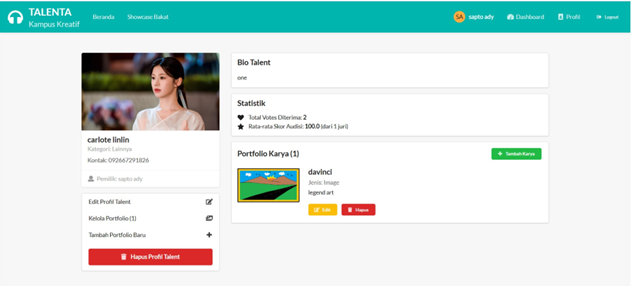 TALENTA
Kampus Kreatif
Beranda
Showcase Bakat
SA
sapto ady
Dashboard
Profil
Logout
carlote linlin
Kategori: Lainnya
Kontak: 092667291826
Pemilik: sapto ady
Edit Profil Talent
Kelola Portfolio (1)
Tambah Portfolio Baru
Hapus Profil Talent
Bio Talent
one
Statistik
Total Votes Diterima: 2
Rata-rata Skor Audisi: 100.0 (dari 1 juri)
Portfolio Karya (1)
Tambah Karya
davinci
Jenis: Image
legend art
Edit
Hapus